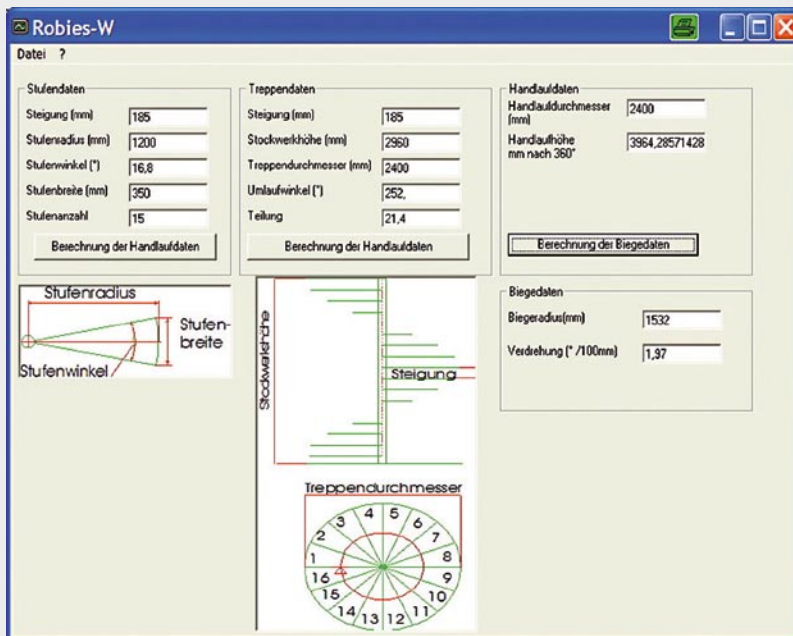 Robies-W
Datei ?
Stufendaten
Steigung (mm) 185
Stufenradius (mm) 1200
Stufenwinkel (°) 16,8
Stufenbreite (mm) 350
Stufenanzahl 15
Berechnung der Handlaufdaten
Treppendaten
Steigung (mm) 185
Stockwerkhöhe (mm) 2960
Treppendurchmesser (mm) 2400
Umlaufwinkel (°) 252,
Teilung 21,4
Berechnung der Handlaufdaten
Handlaufdaten
Handlaufdurchmesser
(mm) 2400
Handlaufhöhe
mm nach 360° 3964,28571428
Berechnung der Biegedaten
Biegedaten
Biegeradius(mm) 1532
Verdrehung (° /100mm) 1,97
Stufenradius
Stufen-
breite
Stufenwinkel
Stockwerkshöhe
Steigung
Treppendurchmesser
1
2
3
4
5
6
7
8
9
10
11
12
13
14
15
16